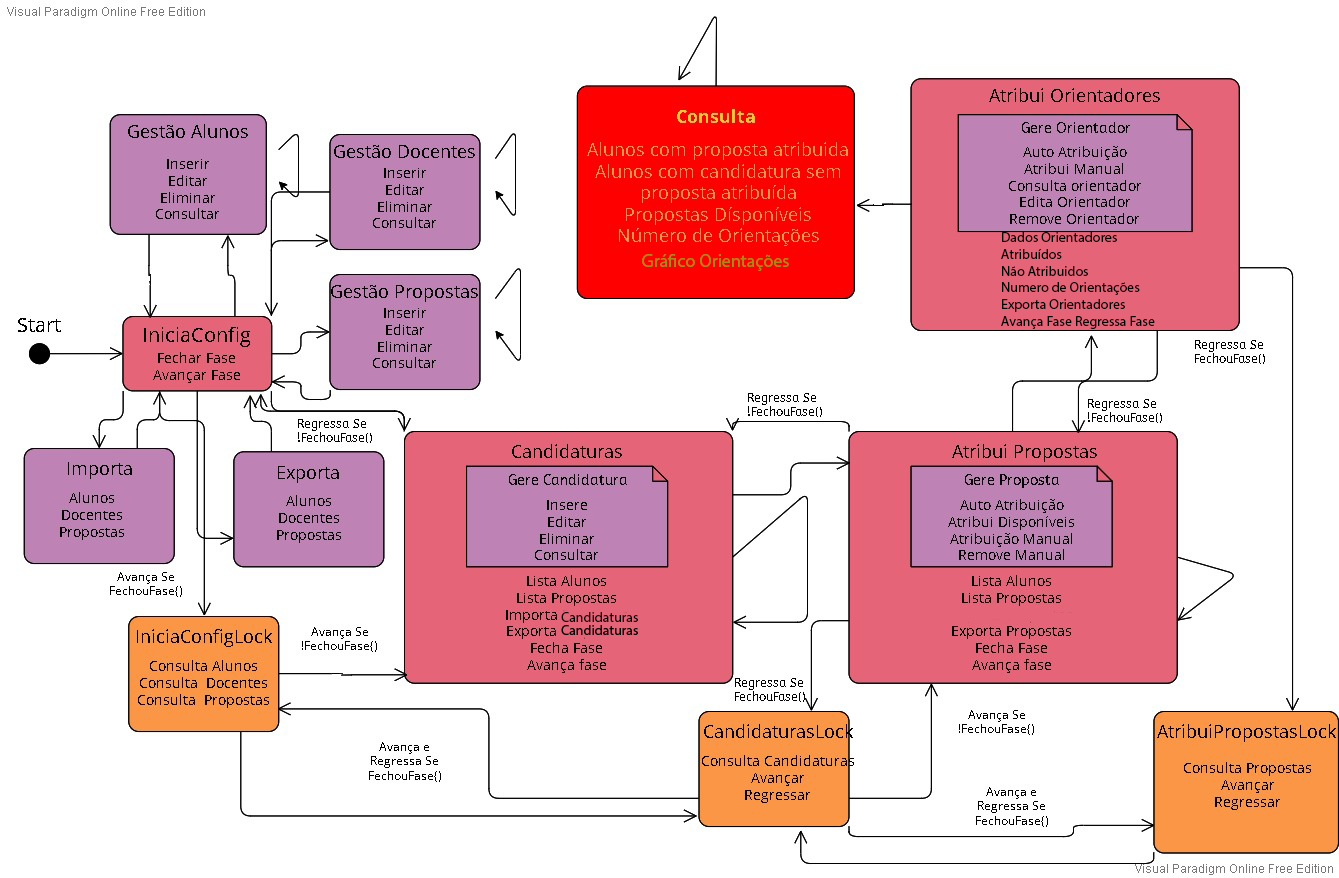 Visual Paradigm Online Free Edition
Gestão Alunos
Inserir
Editar
Eliminar
Consultar
Gestão Docentes
Inserir
Editar
Eliminar
Consultar
Gestão Propostas
Inserir
Editar
Eliminar
Consultar
Start
IniciaConfig
Fechar Fase
Avançar Fase
Importa
Alunos
Docentes
Propostas
Exporta
Alunos
Docentes
Propostas
Consulta
Alunos com proposta atribuida
Alunos com candidatura sem
proposta atribuída
Propostas Dísponíveis
Número de Orientações
Gráfico Orientações
Atribui Orientadores
Gere Orientador
Auto Atribuição
Atribui Manual
Consulta orientador
Edita Orientador
Remove Orientador
Dados Orientadores
Atribuídos
Não Atribuidos
Numero de Orientações
Exporta Orientadores
Avança Fase Regressa Fase
Regressa Se
FechouFase()
Regressa Se
!FechouFase()
Regressa Se
!FechouFase()
Regressa Se
!FechouFase()
Candidaturas
Gere Candidatura
Insere
Editar
Eliminar
Consultar
Lista Alunos
Lista Propostas
Importa Candidaturas
Exporta Candidaturas
Fecha Fase
Avança fase
Atribui Propostas
Gere Proposta
Auto Atribuição
Atribui Disponíveis
Atribuição Manual
Remove Manual
Lista Alunos
Lista Propostas
Exporta Propostas
Fecha Fase
Avança fase
Avança Se
FechouFase()
IniciaConfigLock
Consulta Alunos
Consulta Docentes
Consulta Propostas
Avança Se
!FechouFase()
Regressa Se
FechouFase()
Avança e
Regressa Se
FechouFase()
CandidaturasLock
Consulta Candidaturas
Avançar
Regressar
Avança Se
!FechouFase()
Avança e
Regressa Se
FechouFase()
AtribuiPropostasLock
Consulta Propostas
Avançar
Regressar
Visual Paradigm Online Free Edition